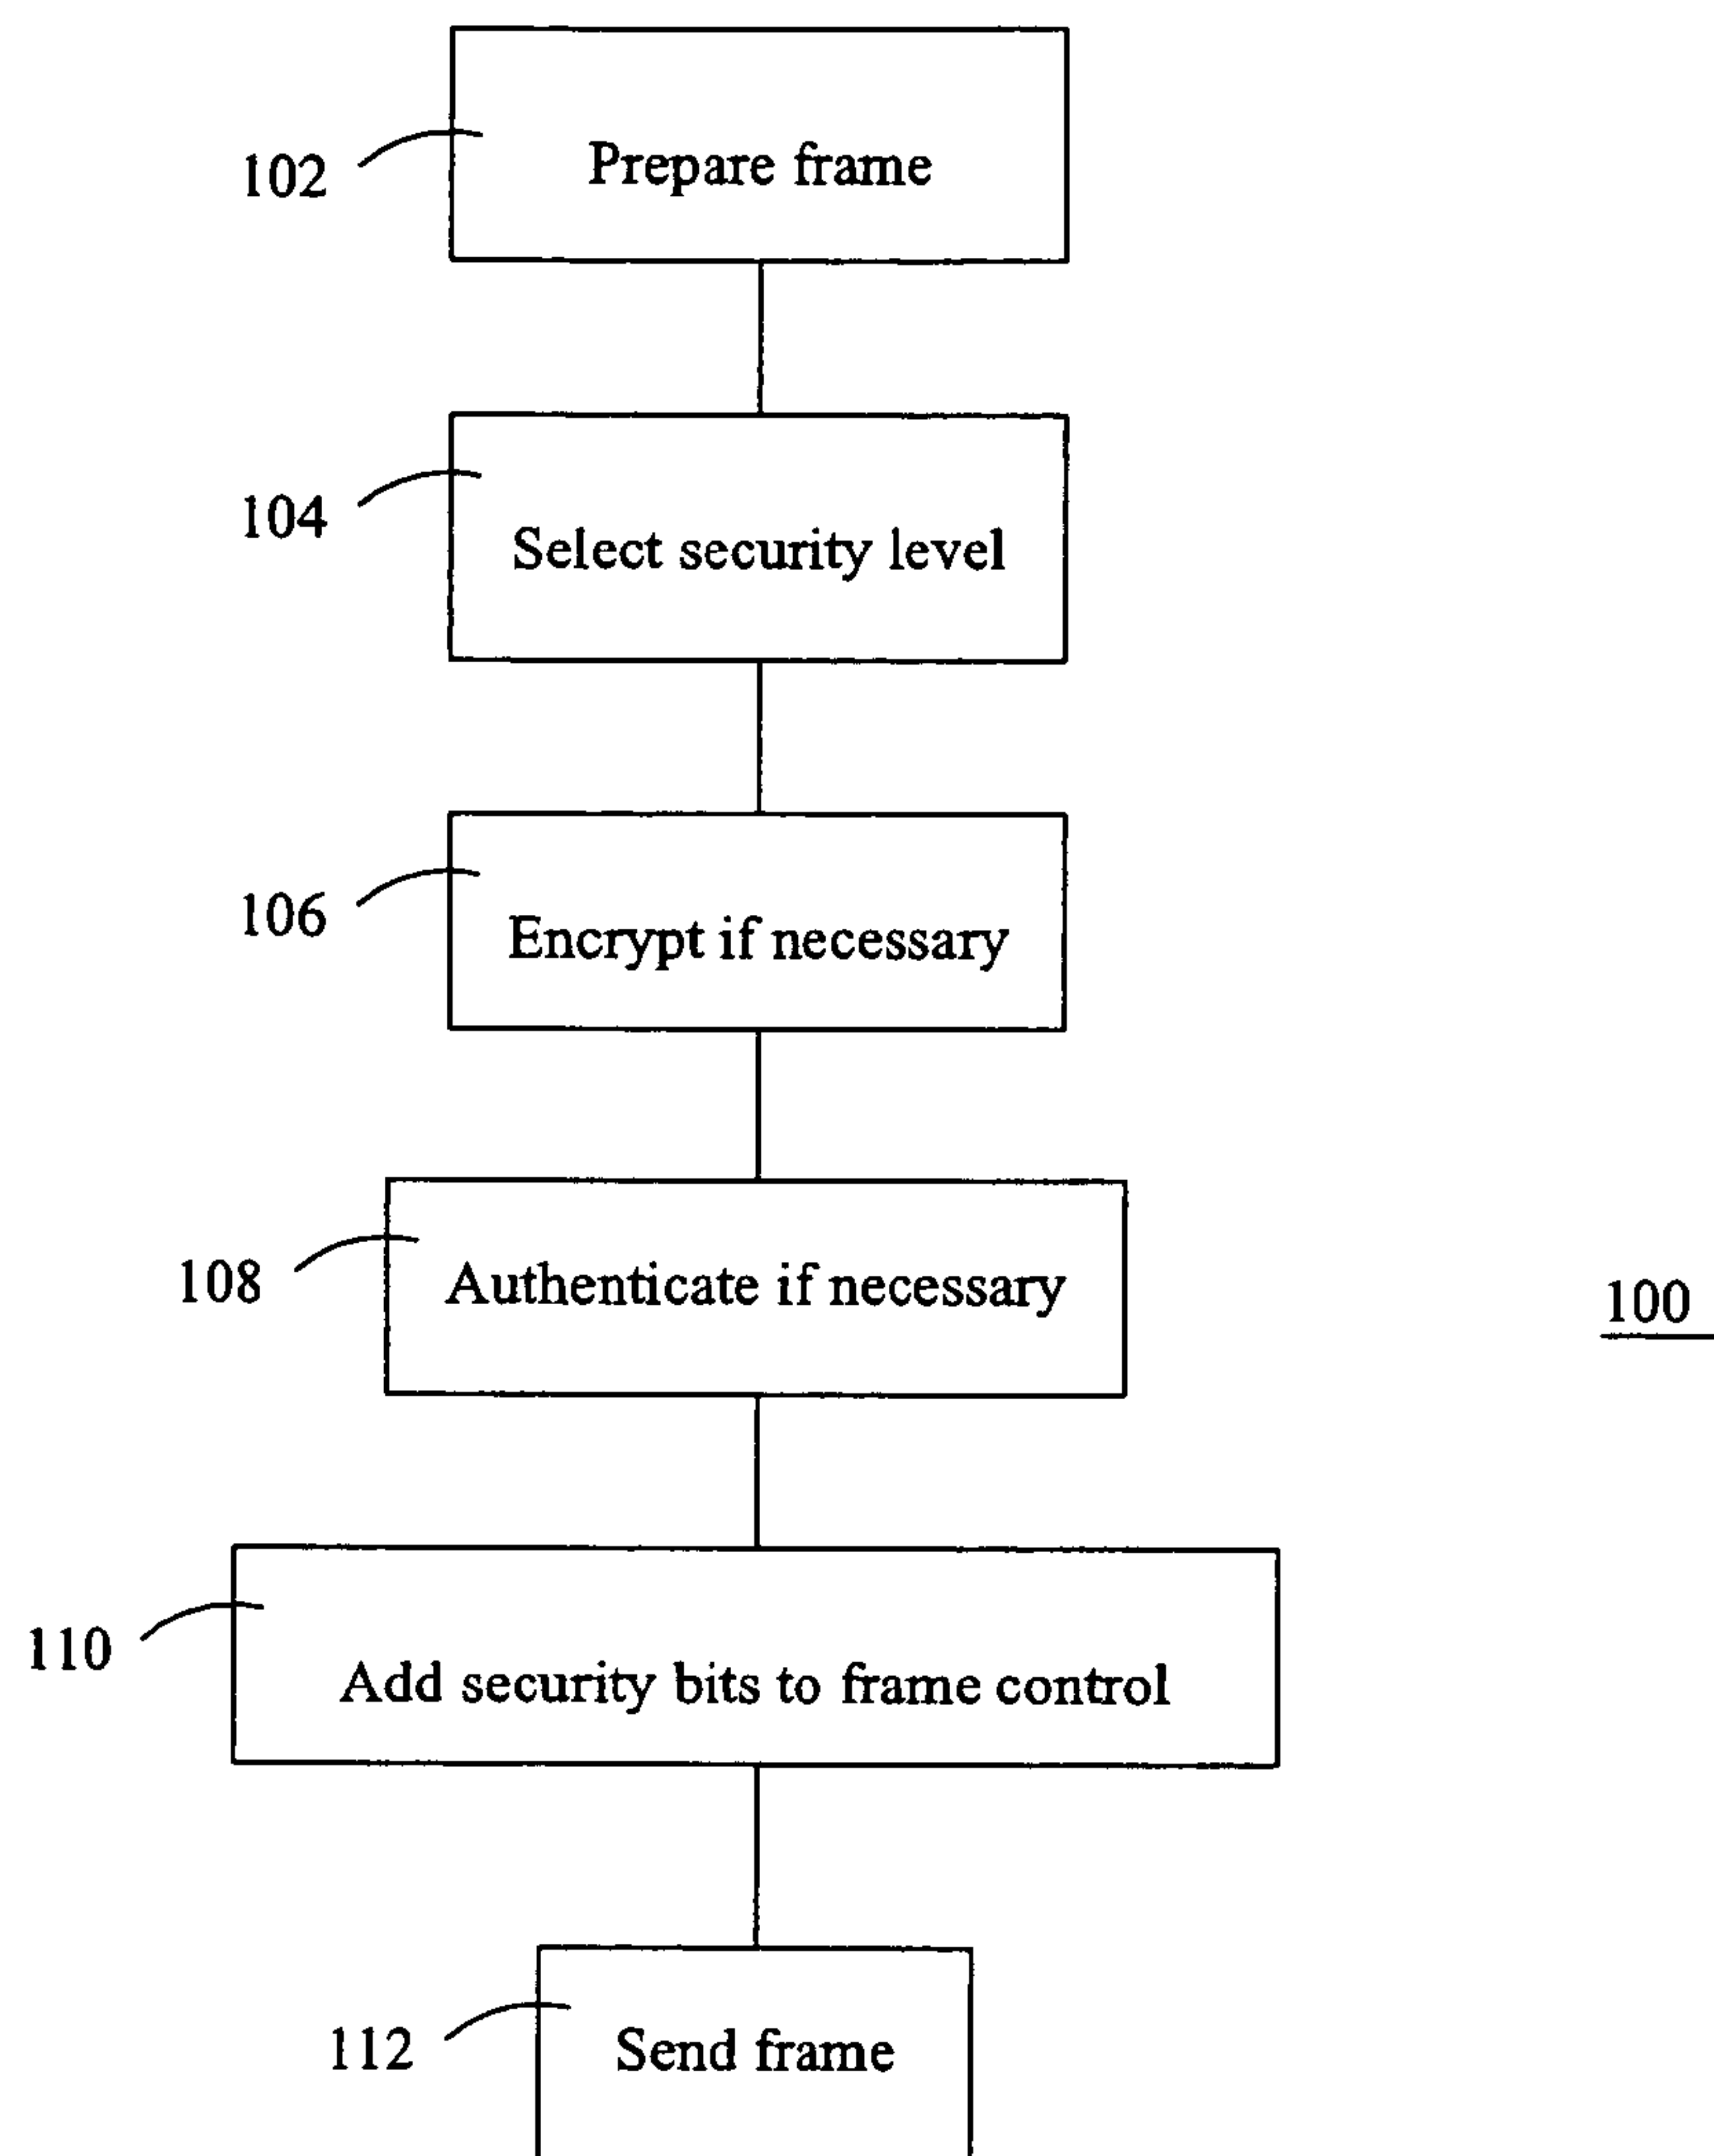 102
Prepare frame
104
Select security level
106
Encrypt if necessary
108
Authenticate if necessary
100
110
Add security bits to frame control
112
Send frame